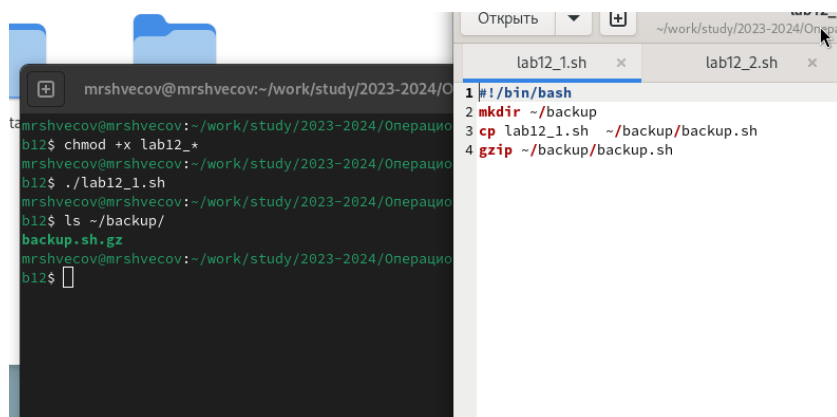 mrshvecov@mrshvecov:~/work/study/2023-2024/О
mrshvecov@mrshvecov:~/work/study/2023-2024/Операцио
b12$ chmod +x lab12_*
mrshvecov@mrshvecov:~/work/study/2023-2024/Операцио
b12$ ./lab12_1.sh
mrshvecov@mrshvecov:~/work/study/2023-2024/Операцио
b12$ ls ~/backup/
backup.sh.gz
mrshvecov@mrshvecov:~/work/study/2023-2024/Операцио
b12$
Открыть
~/work/study/2023-2024/Опера
lab12_1.sh × lab12_2.sh ×
1 #!/bin/bash
2 mkdir ~/backup
3 cp lab12_1.sh  ~/backup/backup.sh
4 gzip ~/backup/backup.sh